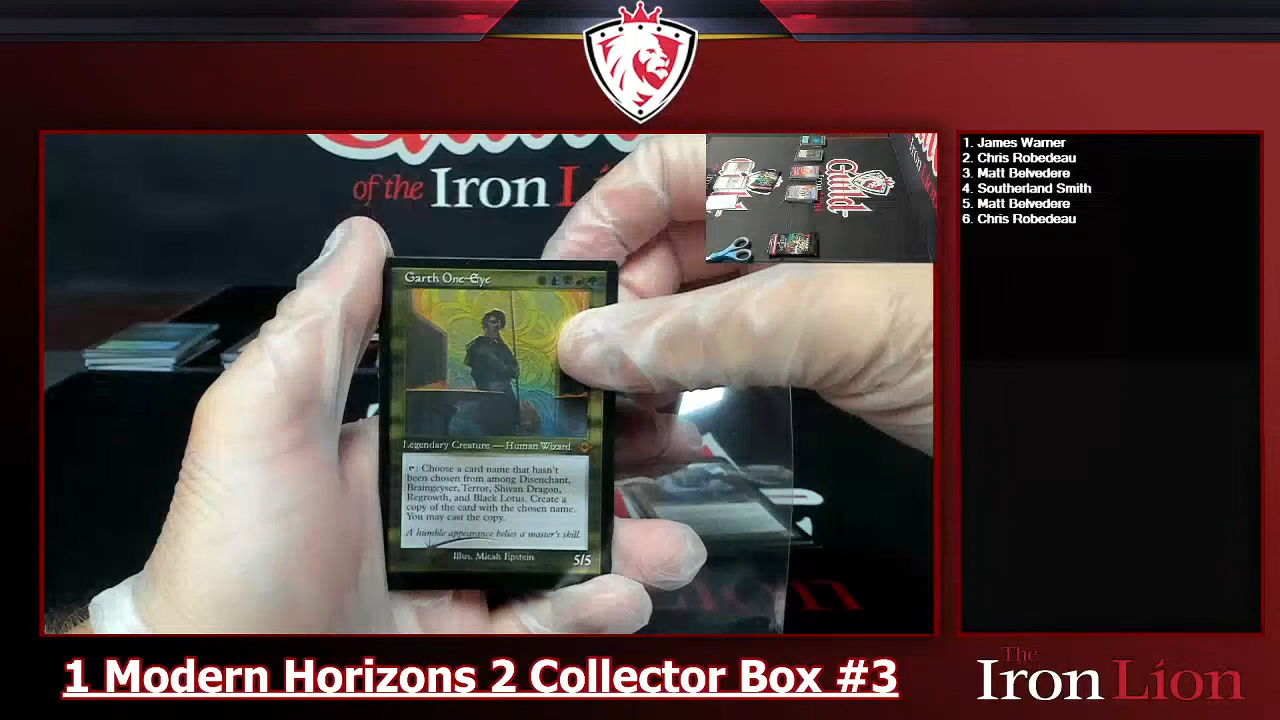 of the Iron
Guild
1. James Warner
2. Chris Robedeau
3. Matt Belvedere
4. Southerland Smith
5. Matt Belvedere
6. Chris Robedeau
Garth One-Eye
Legendary Creature — Human Wizard
: Choose a card name that hasn't
been chosen from among Disenchant,
Braingeyser, Terror, Shivan Dragon,
Regrowth, and Black Lotus. Create a
copy of the card with the chosen name.
You may cast the copy.
A humble appearance belies a master's skill.
Illus. Micah Epstein
5/5
1 Modern Horizons 2 Collector Box #3
The
Iron Lion